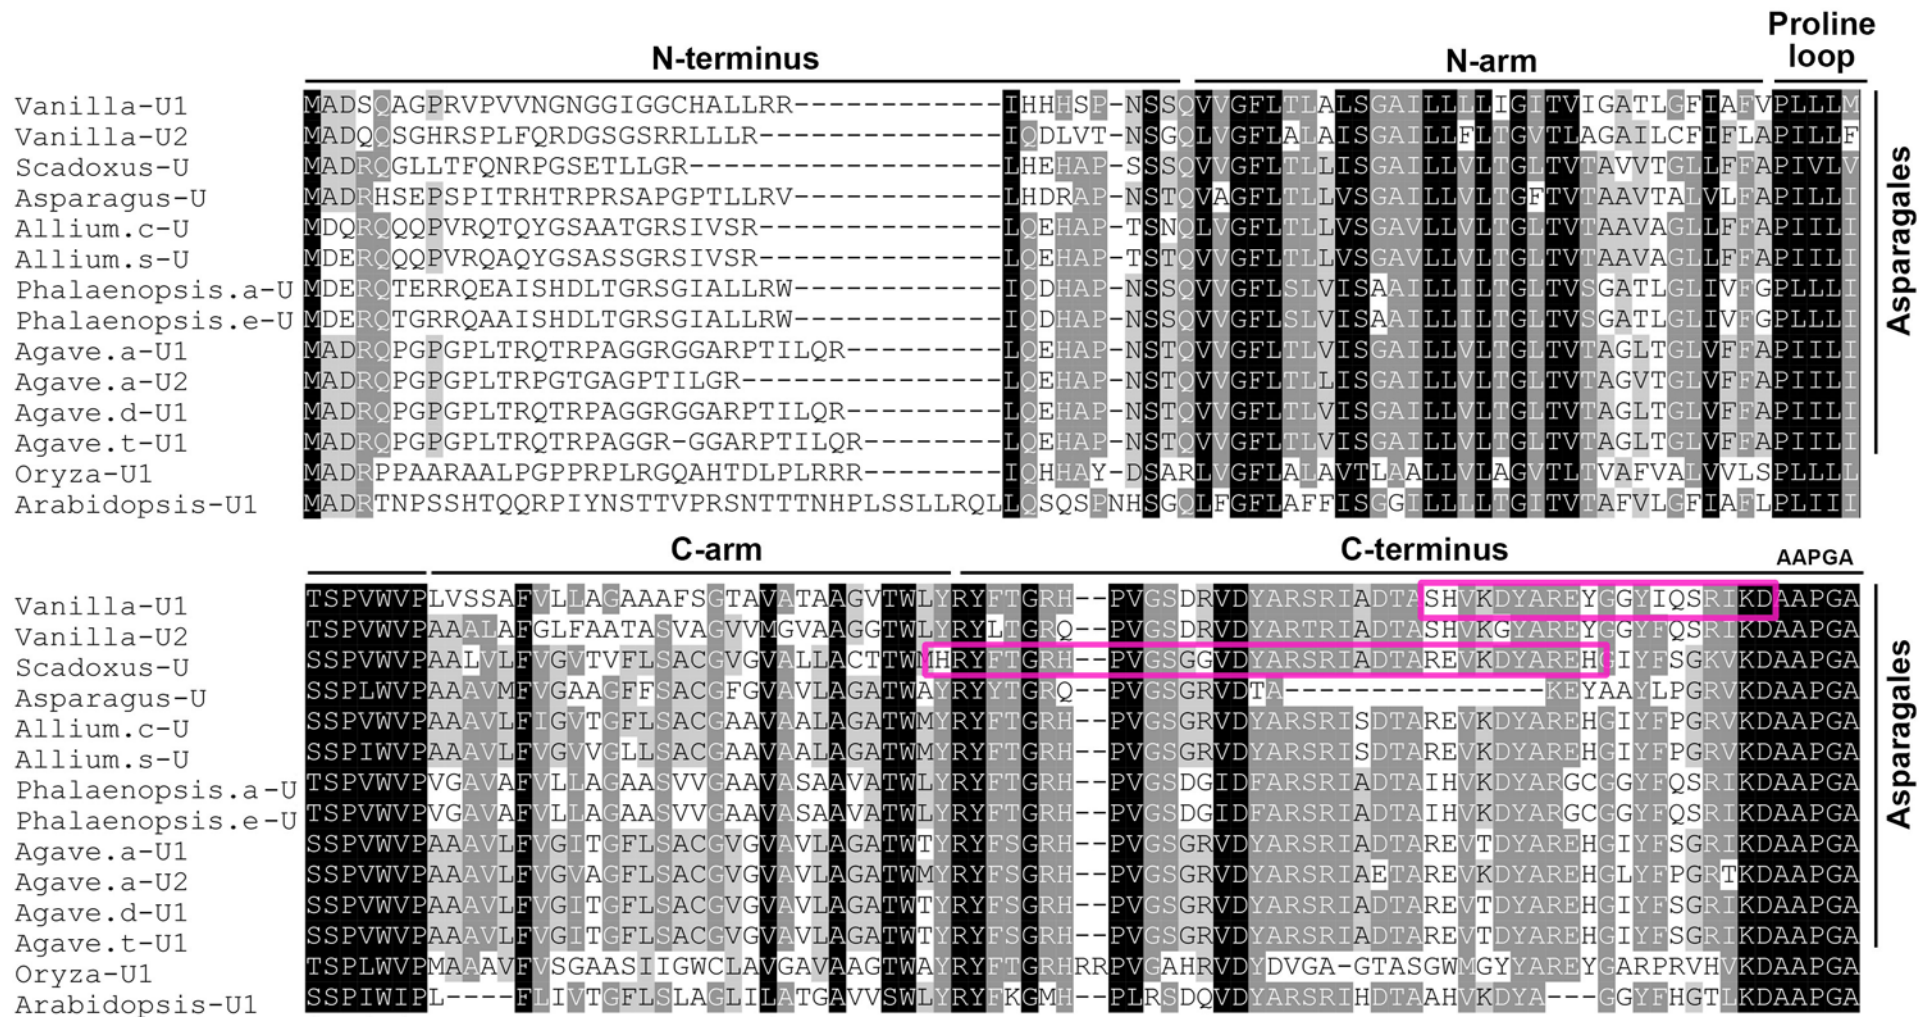 Proline
N-terminus N-arm loop
Vanilla-U1 MADSQAGPRVPVVNGNGGIGGCHALLRR------------IHHHSP-NSSQVVGFLTLALSGAILLLLIGITVIGATLGFIAFVPLLLM
Vanilla-U2 MADQQSGHRSPLFQRDGSGSRRLLLR--------------IQDLVT-NSGQLVGFLALAISGAILLFLTGVTLAGAILCFIFLAPILLF
Scadoxus-U MADRQGLLTFQNRPGSETLLGR------------------LHEHAP-SSSQVVGFLTLLISGAILLVLTGLTVTAVVTGLLFFAPIVLV
Asparagus-U MADRHSEPSPITRHTRPRSAPGPTLLRV------------LHDRAP-NSTQVAGFLTLLVSGAILLVLTGFTVTAAVTALVLFAPILLI
Allium.c-U MDQRQQQPVRQTQYGSAATGRSIVSR--------------LQEHAP-TSNQLVGFLTLLVSGAVLLVLTGLTVTAAVAGLLFFAPIILI
Allium.s-U MDERQQQPVRQAQYGSASSGRSIVSR--------------LQEHAP-TSTQLVGFLTLLVSGAVLLVLTGLTVTAAVAGLLFFAPIILI
Phalaenopsis.a-U MDERQTERRQEAISHDLTGRSGIALLRW------------IQDHAP-NSSQVVGFLSLVISAAILLILTGLTVSGATLGLIVFGPLLLI
Phalaenopsis.e-U MDERQTGRRQAAISHDLTGRSGIALLRW------------IQDHAP-NSSQVVGFLSLVISAAILLILTGLTVSGATLGLIVFGPLLLI
Agave.a-U1 MADRQPGPGPLTRQTRPAGGRGGARPTILQR---------LQEHAP-NSTQVVGFLTLVISGAILLVLTGLTVTAGLTGLVFFAPIILI
Agave.a-U2 MADRQPGPGPLTRPGTGAGPTILGR---------------LQEHAP-NSTQVVGFLTLLISGAILLVLTGLTVTAGVTGLVFFAPIILI
Agave.d-U1 MADRQPGPGPLTRQTRPAGGRGGARPTILQR---------LQEHAP-NSTQVVGFLTLVISGAILLVLTGLTVTAGLTGLVFFAPIILI
Agave.t-U1 MADRQPGPGPLTRQTRPAGGR-GGARPTILQR--------LQEHAP-NSTQVVGFLTLVISGAILLVLTGLTVTAGLTGLVFFAPIILI
Oryza-U1 MADRPPAARAALPGPPRPLRGQAHTDLPLRRR--------IQHHAY-DSARLVGFLALAVTLAALLVLAGVTLTVAFVALVVLSPLLLL
Arabidopsis-U1 MADRTNPSSHTQQRPIYNSTTVPRSNTTTNHPLSSLLRQLLQSQSPNHSGQLFGFLAFFISGGILLLLTGITVTAFVLGFIAFLPLIII
Asparagales
C-arm C-terminus AAPGA
Vanilla-U1 TSPVWVPLVSSAFVLLAGAAAFSGTAVATAAGVTWLYRYFTGRH--PVGSDRVDYARSRIADTASHVKDYAREYGGYIQSRIKDAAPGA
Vanilla-U2 TSPVWVPAAALAFGLFAATASVAGVVMGVAAGGTWLYRYLTGRQ--PVGSDRVDYARTRIADTASHVKGYAREYGGYFQSRIKDAAPGA
Scadoxus-U SSPVWVPAALVLFVGVTVFLSACGVGVALLACTTWMHRYFTGRH--PVGSGGVDYARSRIADTAREVKDYAREHGIYFSGKVKDAAPGA
Asparagus-U SSPLWVPAAAVMFVGAAGFFSACGFGVAVLAGATWAYRYYTGRQ--PVGSGRVDTA---------------KEYAAYLPGRVKDAAPGA
Allium.c-U SSPVWVPAAAVLFIGVTGFLSACGAAVAALAGATWMYRYFTGRH--PVGSGRVDYARSRISDTAREVKDYAREHGIYFPGRVKDAAPGA
Allium.s-U SSPIWVPAAAVLFVGVVGLLSACGAAVAALAGATWMYRYFTGRH--PVGSGRVDYARSRISDTAREVKDYAREHGIYFPGRVKDAAPGA
Phalaenopsis.a-U TSPVWVPVGAVAFVLLAGAASVVGAAVASAAVATWLYRYFTGRH--PVGSDGIDFARSRIADTAIHVKDYARGCGGYFQSRIKDAAPGA
Phalaenopsis.e-U TSPVWVPVGAVAFVLLAGAASVVGAAVASAAVATWLYRYFTGRH--PVGSDGIDFARSRIADTAIHVKDYARGCGGYFQSRIKDAAPGA
Agave.a-U1 SSPVWVPAAAVLFVGITGFLSACGVGVAVLAGATWTYRYFSGRH--PVGSGRVDYARSRIADTAREVTDYAREHGIYFSGRIKDAAPGA
Agave.a-U2 SSPVWVPAAAVLFVGVAGFLSACGVGVAVLAGATWMYRYFSGRH--PVGSGRVDYARSRIAETAREVKDYAREHGLYFPGRTKDAAPGA
Agave.d-U1 SSPVWVPAAAVLFVGITGFLSACGVGVAVLAGATWTYRYFSGRH--PVGSGRVDYARSRIADTAREVTDYAREHGIYFSGRIKDAAPGA
Agave.t-U1 SSPVWVPAAAVLFVGITGFLSACGVGVAVLAGATWTYRYFSGRH--PVGSGRVDYARSRIADTAREVTDYAREHGIYFSGRIKDAAPGA
Oryza-U1 TSPLWVPMAAAVFVSGAASIIGWCLAVGAVAAGTWAYRYFTGRHRRPVGAHRVDYDVGA-GTASGWMGYYAREYGARPRVHVKDAAPGA
Arabidopsis-U1 SSPIWIPL----FLIVTGFLSLAGLILATGAVVSWLYRYFKGMH--PLRSDQVDYARSRIHDTAAHVKDYA---GGYFHGTLKDAAPGA
Asparagales